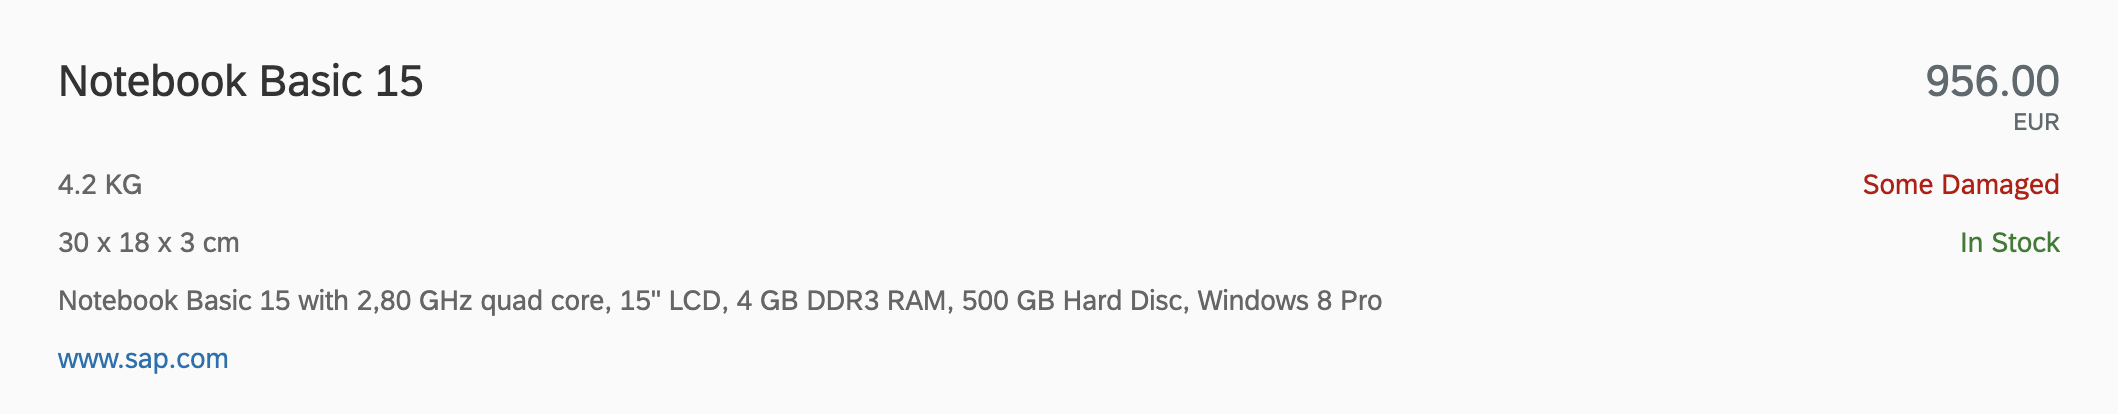 Notebook Basic 15
956.00
EUR
4.2 KG
Some Damaged
30 x 18 x 3 cm
In Stock
Notebook Basic 15 with 2,80 GHz quad core, 15" LCD, 4 GB DDR3 RAM, 500 GB Hard Disc, Windows 8 Pro
www.sap.com